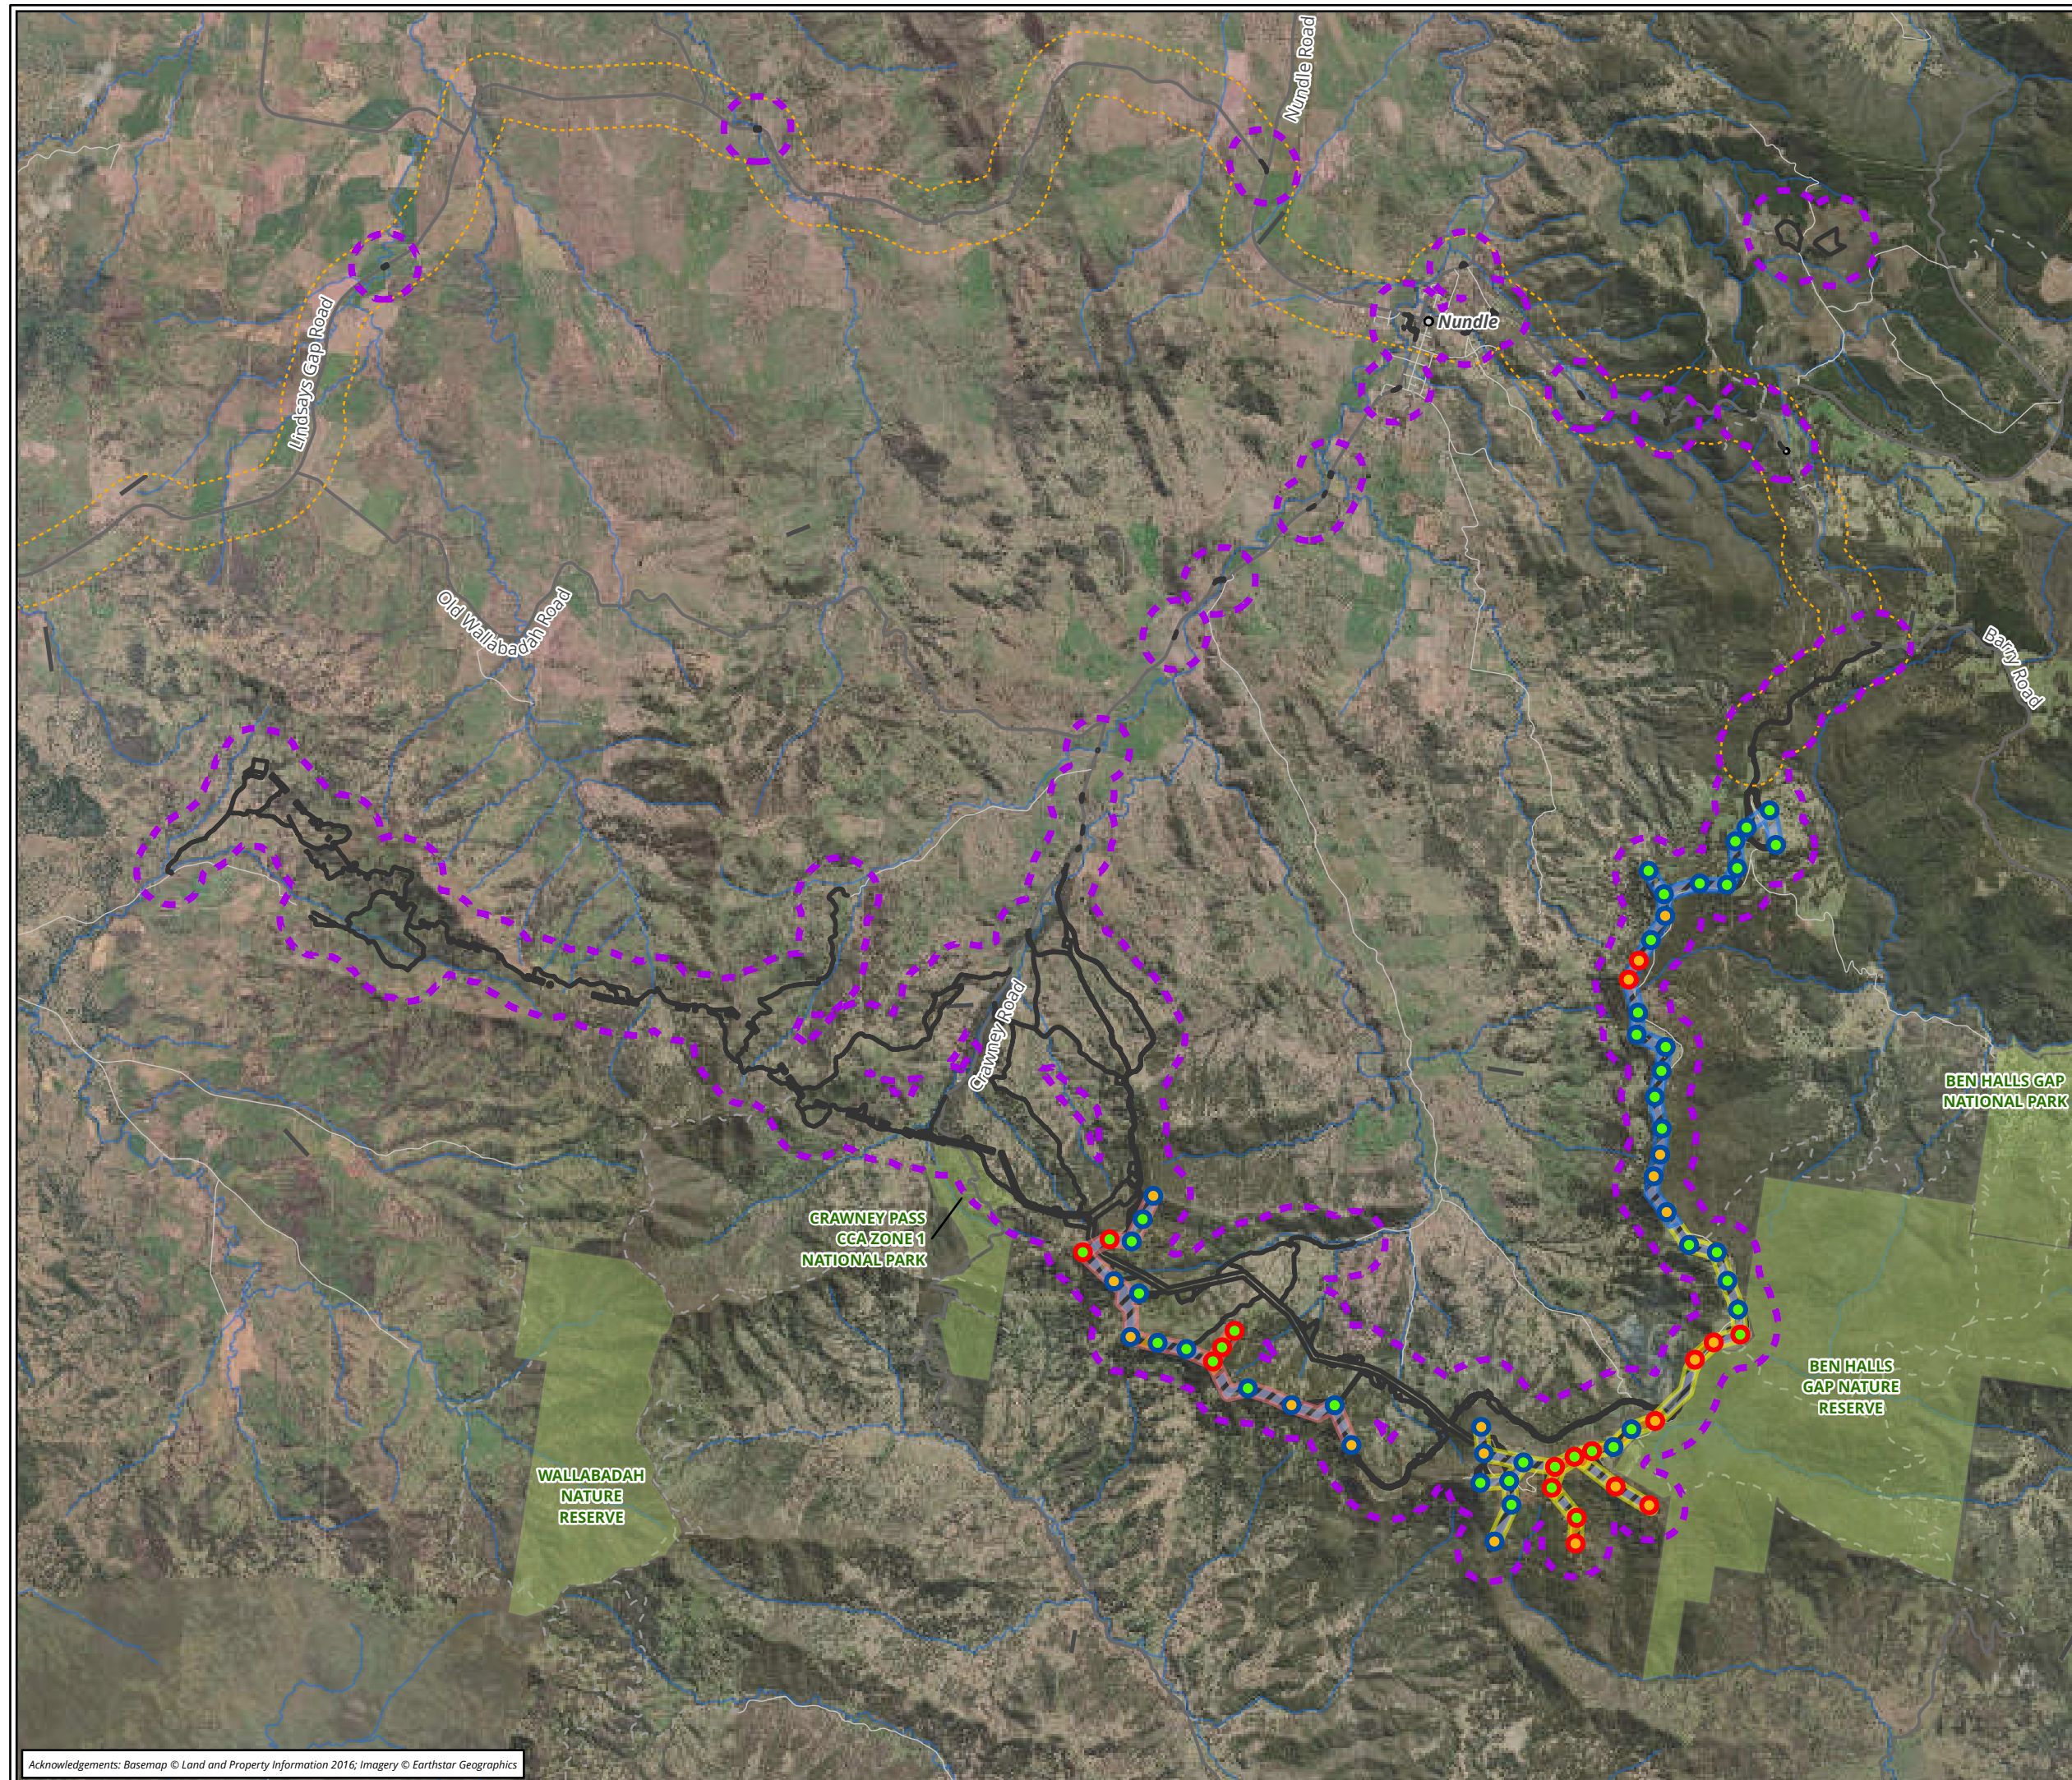 Nundle Road
Nundle
Lindsays Gap Road
Old Wallabadah Road
Barry Road
Crawney Road
BEN HALLS GAP
NATIONAL PARK
CRAWNEY PASS
CCA ZONE 1
NATIONAL PARK
BEN HALLS
GAP NATURE
RESERVE
WALLABADAH
NATURE
RESERVE
Acknowledgements: Basemap © Land and Property Information 2016; Imagery © Earthstar Geographics